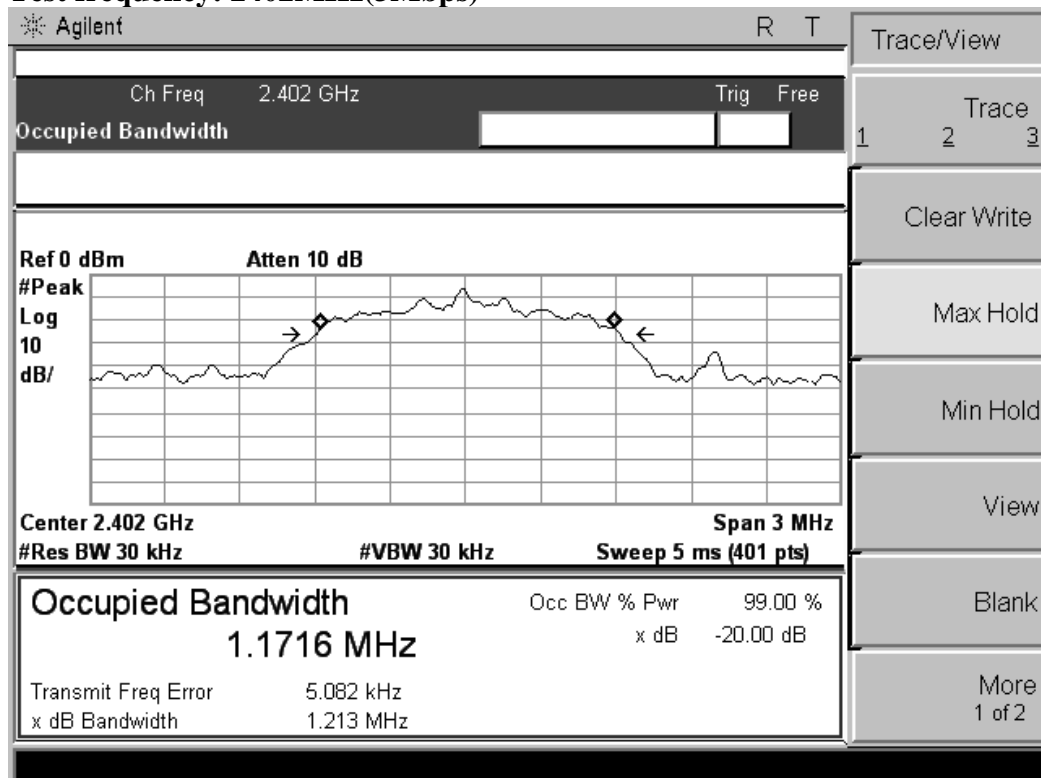 Test frequency: 2402MHz(3Mbps)
Agilent R T
Trace/View
Ch Freq 2.402 GHz Trig Free
Occupied Bandwidth
Trace
1 2 3
Clear Write
Ref 0 dBm Atten 10 dB
#Peak
Log
10
dB/
Max Hold
Min Hold
View
Center 2.402 GHz Span 3 MHz
#Res BW 30 kHz #VBW 30 kHz Sweep 5 ms (401 pts)
Occupied Bandwidth
1.1716 MHz
Occ BW % Pwr 99.00 %
x dB -20.00 dB
Transmit Freq Error 5.082 kHz
x dB Bandwidth 1.213 MHz
Blank
More
1 of 2